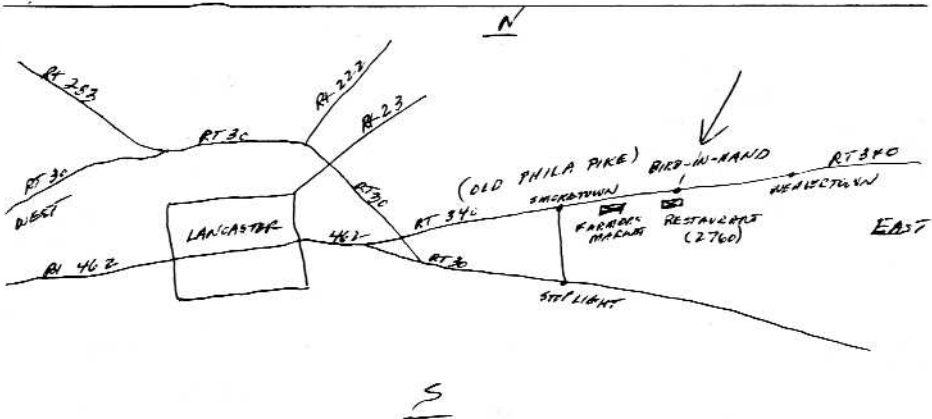 N
RT 283
RT 222
RT 23
RT 30
RT 30
WEST
RT 30
(OLD PHILA PIKE)
BIRD-IN-HAND
RT 340
SMOKETOWN
WEAVERTOWN
RT 340
FARMERS
MARKET
RESTAURANT
(2760)
EAST
LANCASTER
462
RT 462
RT 30
STOP LIGHT
S